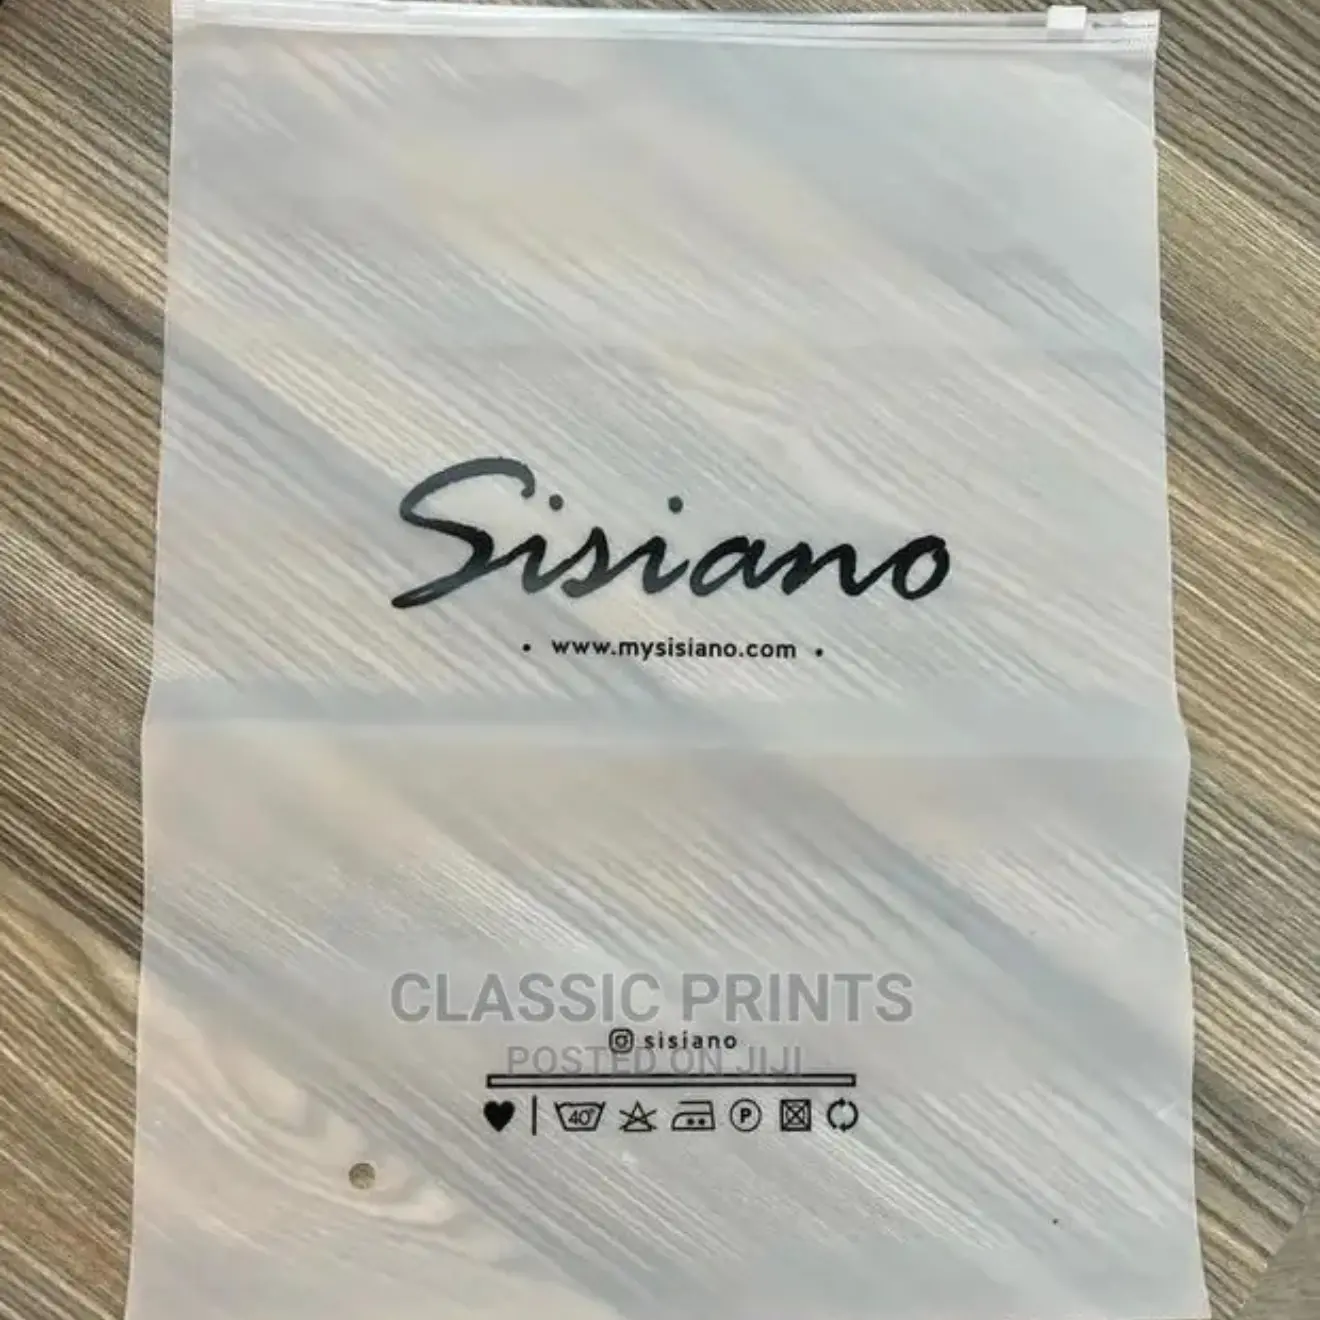 Sisiano
• www.mysisiano.com •
CLASSIC PRINTS
sisiano
POSTED ON JIJI
40°
P